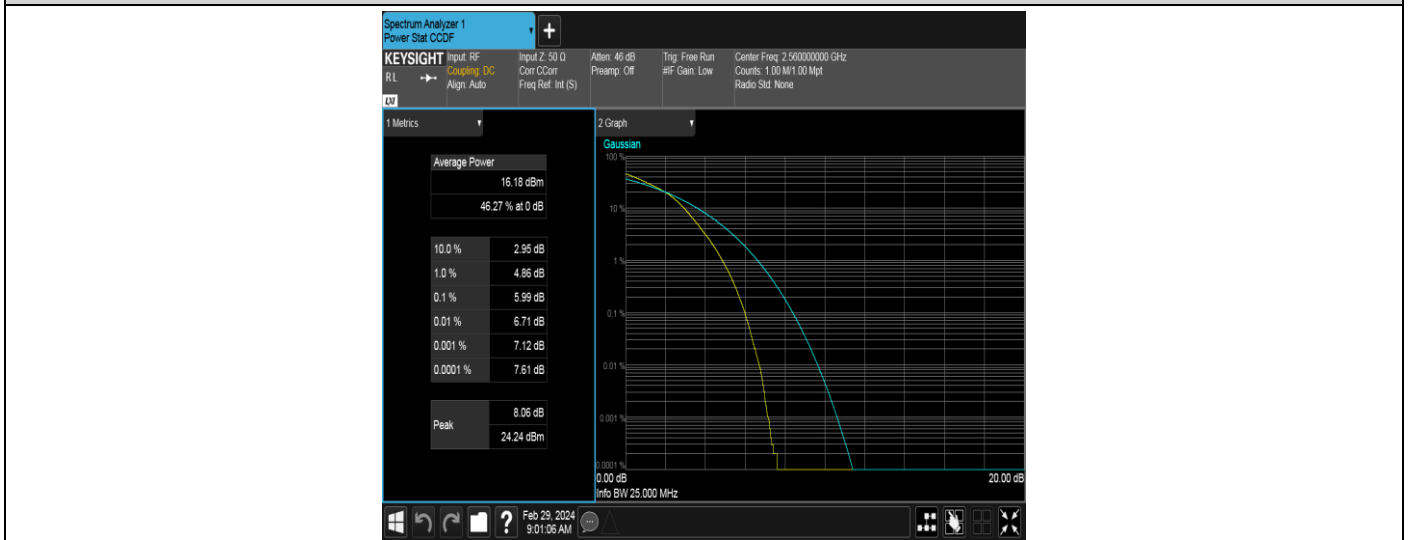 Spectrum Analyzer 1
Power Stat CCDF
+
KEYSIGHT
RL
LXI
Input: RF
Coupling: DC
Align: Auto
Input Z: 50 Ω
Corr CCorr
Freq Ref: Int (S)
Atten: 46 dB
Preamp: Off
Trig: Free Run
#IF Gain: Low
Center Freq: 2.560000000 GHz
Counts: 1.00 M/1.00 Mpt
Radio Std: None
1 Metrics
Average Power
16.18 dBm
46.27 % at 0 dB
10.0 % 2.95 dB
1.0 % 4.86 dB
0.1 % 5.99 dB
0.01 % 6.71 dB
0.001 % 7.12 dB
0.0001 % 7.61 dB
Peak 8.06 dB
24.24 dBm
2 Graph
Gaussian
100 %
10 %
1 %
0.1 %
0.01 %
0.001 %
0.0001 %
0.00 dB 20.00 dB
Info BW 25.000 MHz
?
Feb 29, 2024
9:01:06 AM